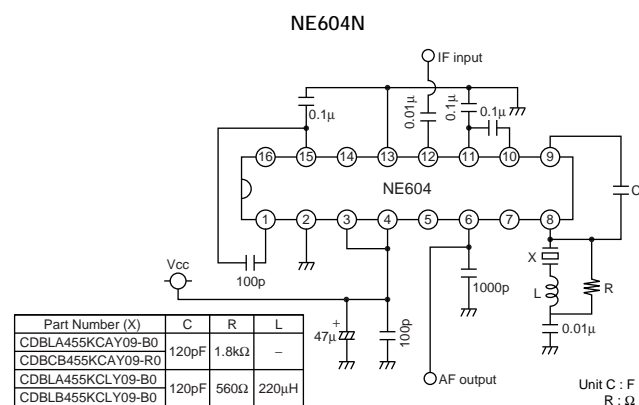 NE604N
IF input
0.1μ
0.01μ
0.1μ
0.1μ
16 15 14 13 12 11 10 9
NE604
C
1 2 3 4 5 6 7 8
X
Vcc
100p
1000p
L
R
+
47μ
100p
0.01μ
AF output
Part Number (X) C R L
CDBLA455KCAY09-B0 120pF 1.8kΩ –
CDBCB455KCAY09-R0
CDBLA455KCLY09-B0 120pF 560Ω 220μH
CDBLB455KCLY09-B0
Unit C : F
R : Ω